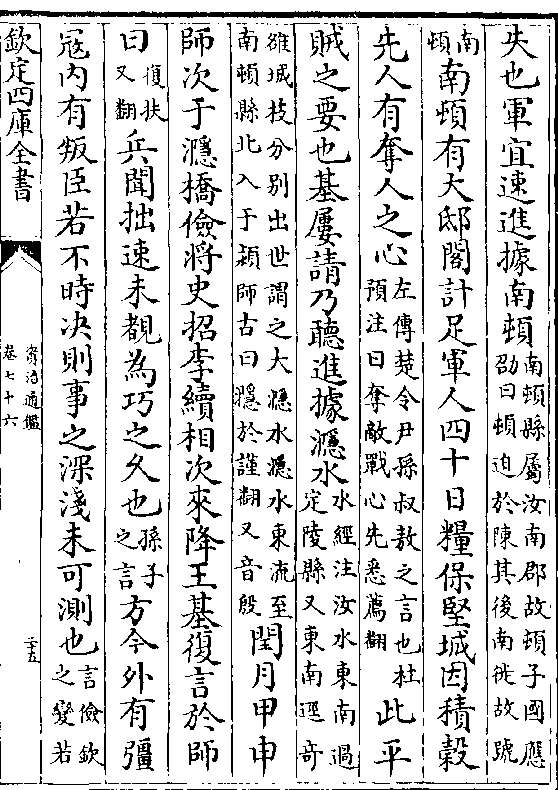 失也軍宜速進據南頓南頓縣屬汝南郡故頓子國應劭曰頓迫於陳其後南徙故號
南頓南頓有大邸閣計足軍人四十日糧保堅城因積穀
先人有奪人之心左傳楚令尹孫叔敖之言也杜預注曰奪敵戰心先悉薦翻此平
賊之要也基屢請乃聽進據濦水水經注汝水東南過定陵縣又東南逕奇
雒城枝分別出世謂之大濦水濦水東流至南頓縣北入于潁師古曰濦於謹翻又音殷閏月甲申
師次于濦橋儉將史招李續相次來降王基復言於師
曰復扶又翻兵聞拙速未覩為巧之久也孫子之言方今外有彊
冦內有叛臣若不時決則事之深淺未可測也言儉欽之變若
欽定四庫全書
資治通鑑
卷七十六